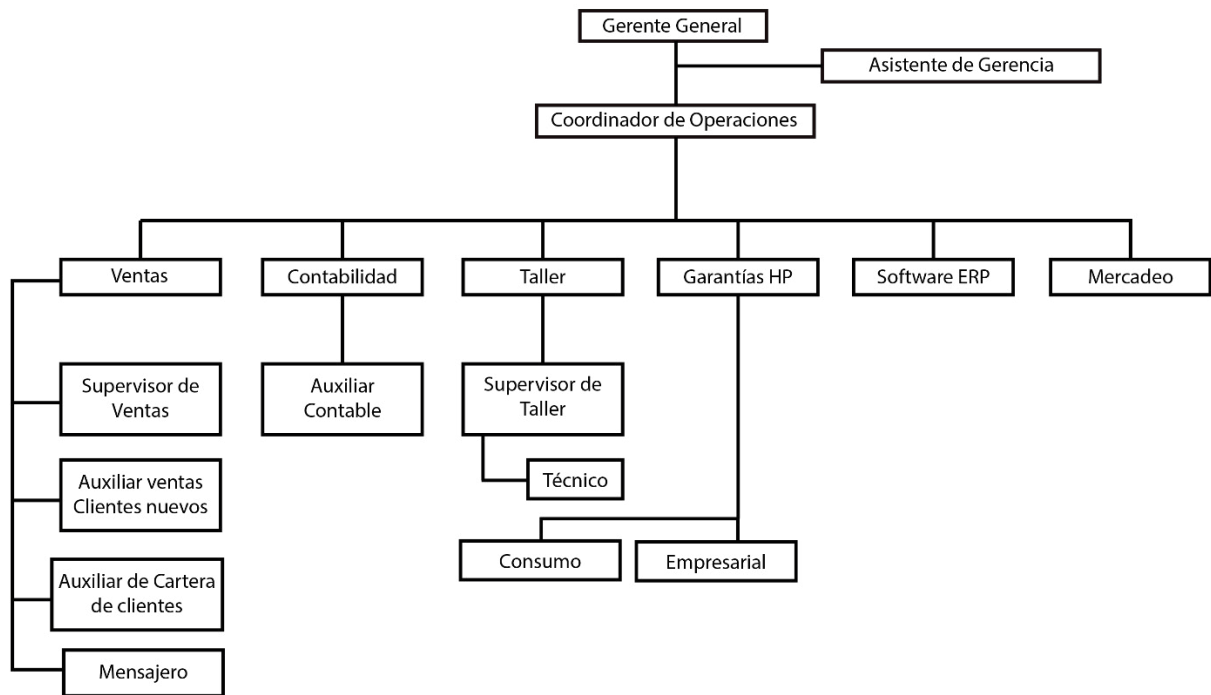 Gerente General
Asistente de Gerencia
Coordinador de Operaciones
Ventas
Contabilidad
Taller
Garantías HP
Software ERP
Mercadeo
Supervisor de
Ventas
Auxiliar
Contable
Supervisor de
Taller
Auxiliar ventas
Clientes nuevos
Técnico
Consumo
Empresarial
Auxiliar de Cartera
de clientes
Mensajero